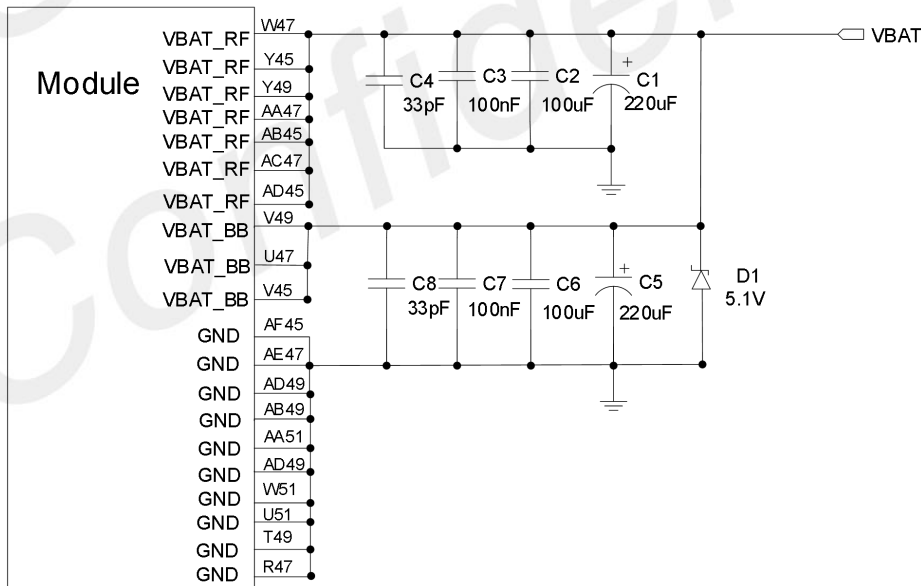 VBAT_RF W47
VBAT
VBAT_RF Y45
Module
VBAT_RF Y49
C4 C3 C2 + C1
33pF 100nF 100uF 220uF
VBAT_RF AA47
VBAT_RF AB45
VBAT_RF AC47
VBAT_RF AD45
VBAT_BB V49
VBAT_BB U47
VBAT_BB V45
C8 C7 C6 + C5 D1
33pF 100nF 100uF 220uF 5.1V
GND AF45
GND AE47
GND AD49
GND AB49
GND AA51
GND AD49
GND W51
GND U51
GND T49
GND R47
Confiden